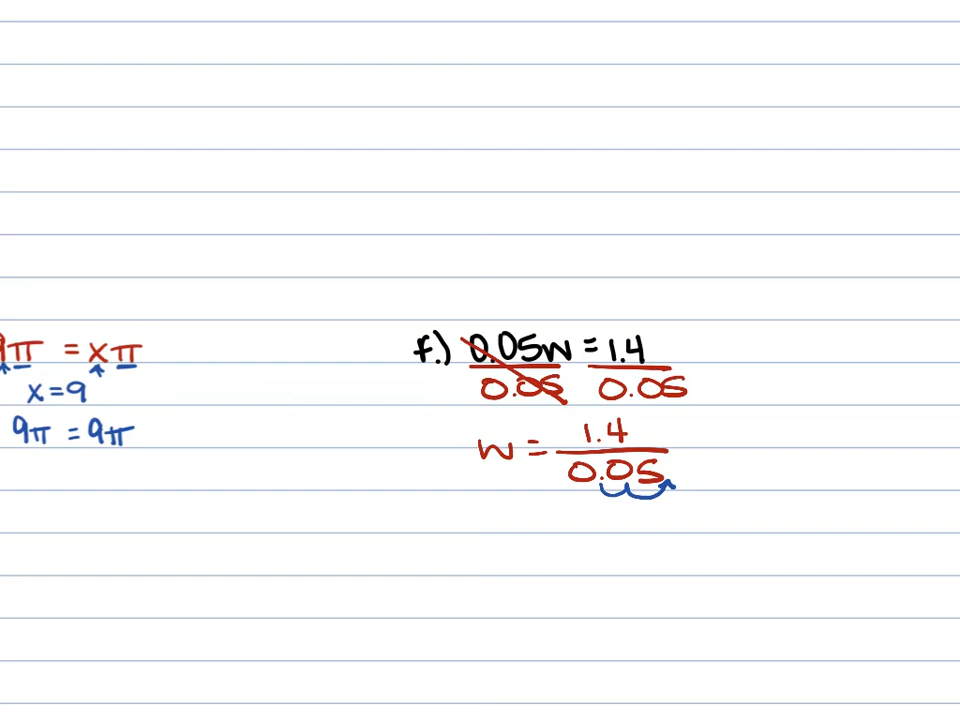 9π = xπ
x = 9
9π = 9π
f.) 0.05w = 1.4
0.05 0.05
w = 1.4
0.05